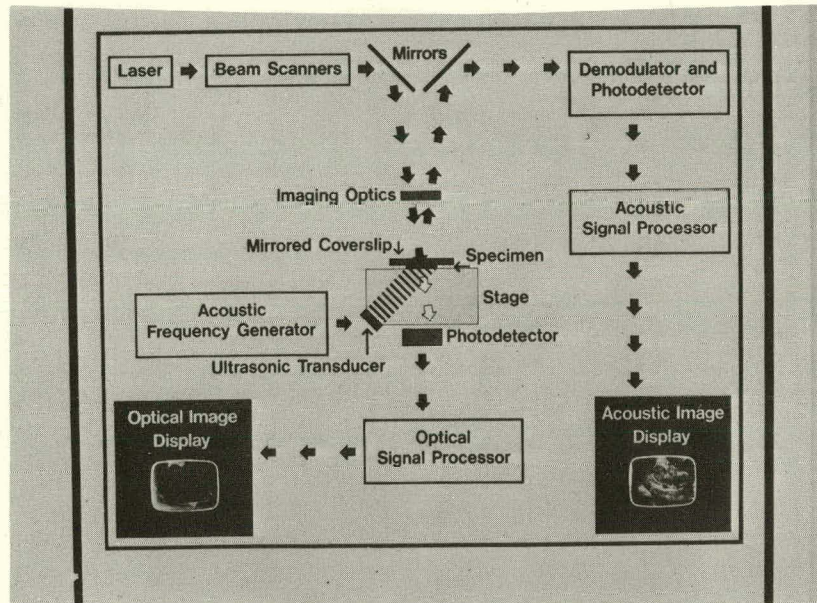 Laser
Beam Scanners
Mirrors
Demodulator and
Photodetector
Imaging Optics
Acoustic
Signal Processor
Mirrored Coverslip
Specimen
Stage
Acoustic
Frequency Generator
Photodetector
Ultrasonic Transducer
Optical Image
Display
Optical
Signal Processor
Acoustic Image
Display